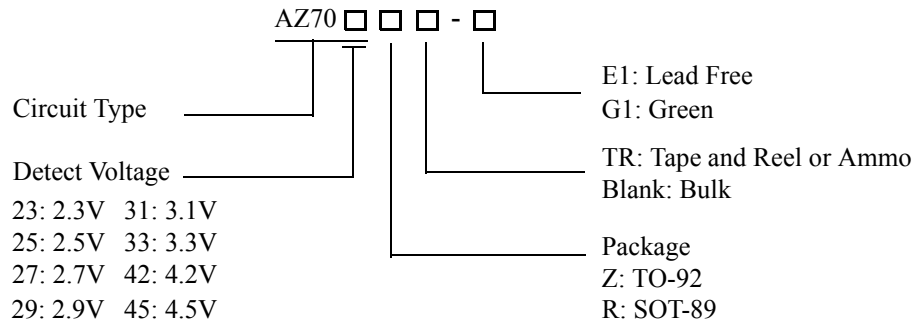 AZ70 □ □ □ - □
Circuit Type
Detect Voltage
23: 2.3V 31: 3.1V
25: 2.5V 33: 3.3V
27: 2.7V 42: 4.2V
29: 2.9V 45: 4.5V
E1: Lead Free
G1: Green
TR: Tape and Reel or Ammo
Blank: Bulk
Package
Z: TO-92
R: SOT-89